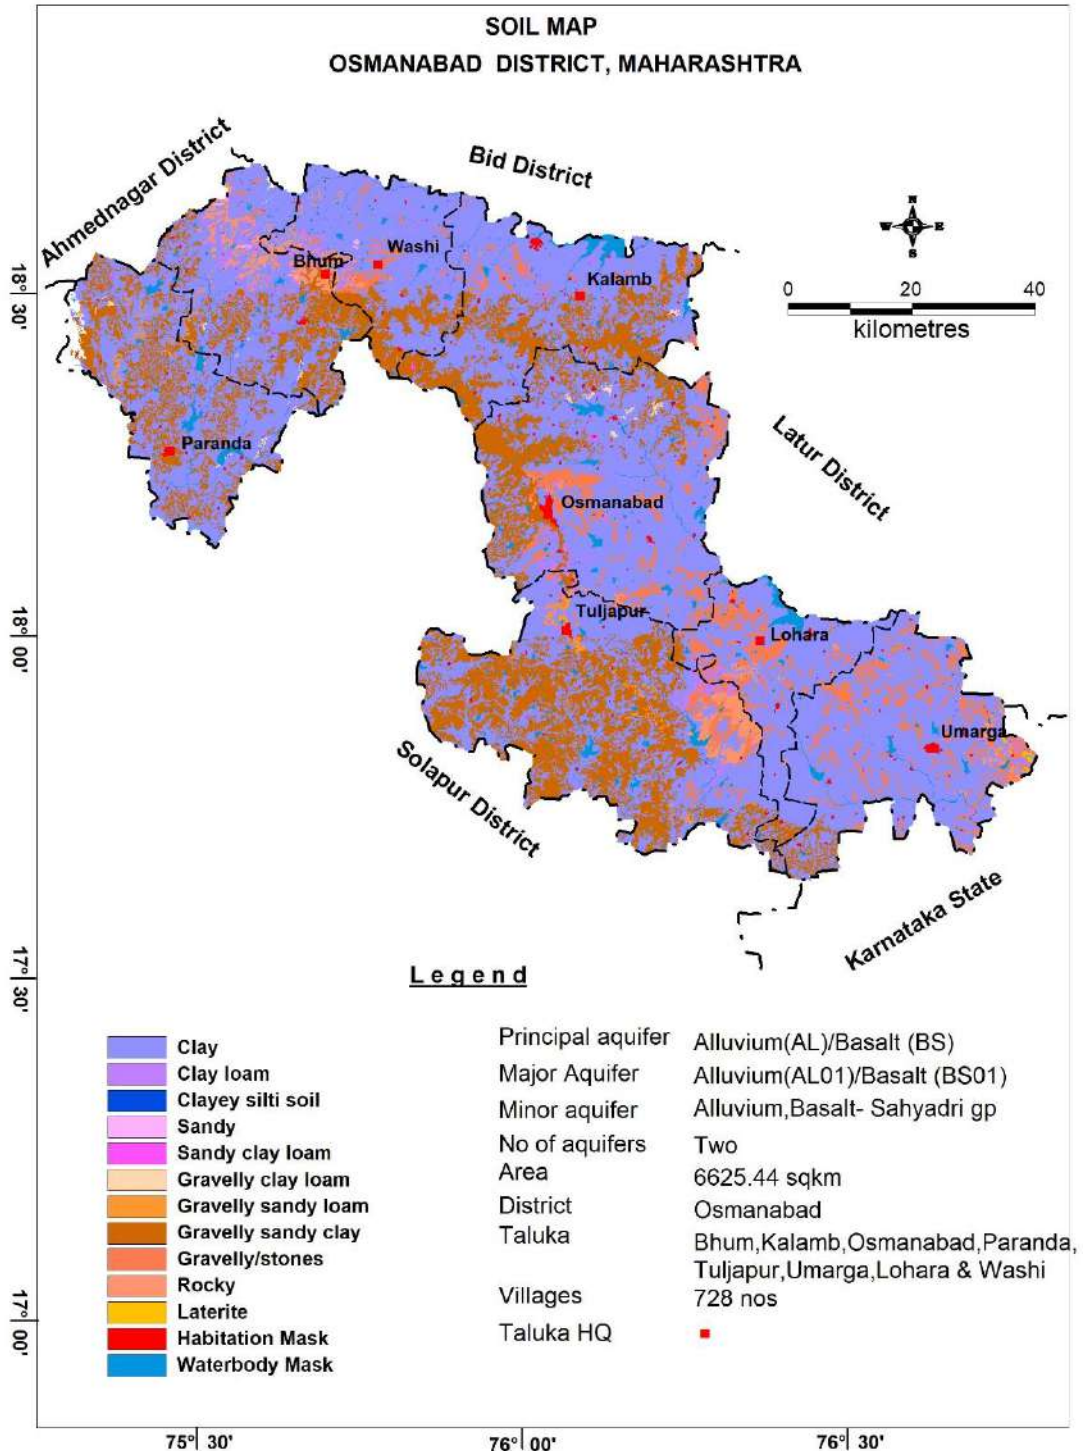 SOIL MAP
OSMANABAD DISTRICT, MAHARASHTRA
Ahmednagar District
Bid District
N
W E
S
Washi
Bhum
Kalamb
0 20 40
kilometres
18° 30'
Paranda
Latur District
Osmanabad
Tuljapur
Lohara
18° 00'
Umarga
Solapur District
Karnataka State
17° 30'
Legend
Clay
Clay loam
Clayey silti soil
Sandy
Sandy clay loam
Gravelly clay loam
Gravelly sandy loam
Gravelly sandy clay
Gravelly/stones
Rocky
Laterite
Habitation Mask
Waterbody Mask
Principal aquifer Alluvium(AL)/Basalt (BS)
Major Aquifer Alluvium(AL01)/Basalt (BS01)
Minor aquifer Alluvium,Basalt- Sahyadri gp
No of aquifers Two
Area 6625.44 sqkm
District Osmanabad
Taluka Bhum,Kalamb,Osmanabad,Paranda,
Tuljapur,Umarga,Lohara & Washi
Villages 728 nos
Taluka HQ
17° 00'
75° 30' 76° 00' 76° 30'